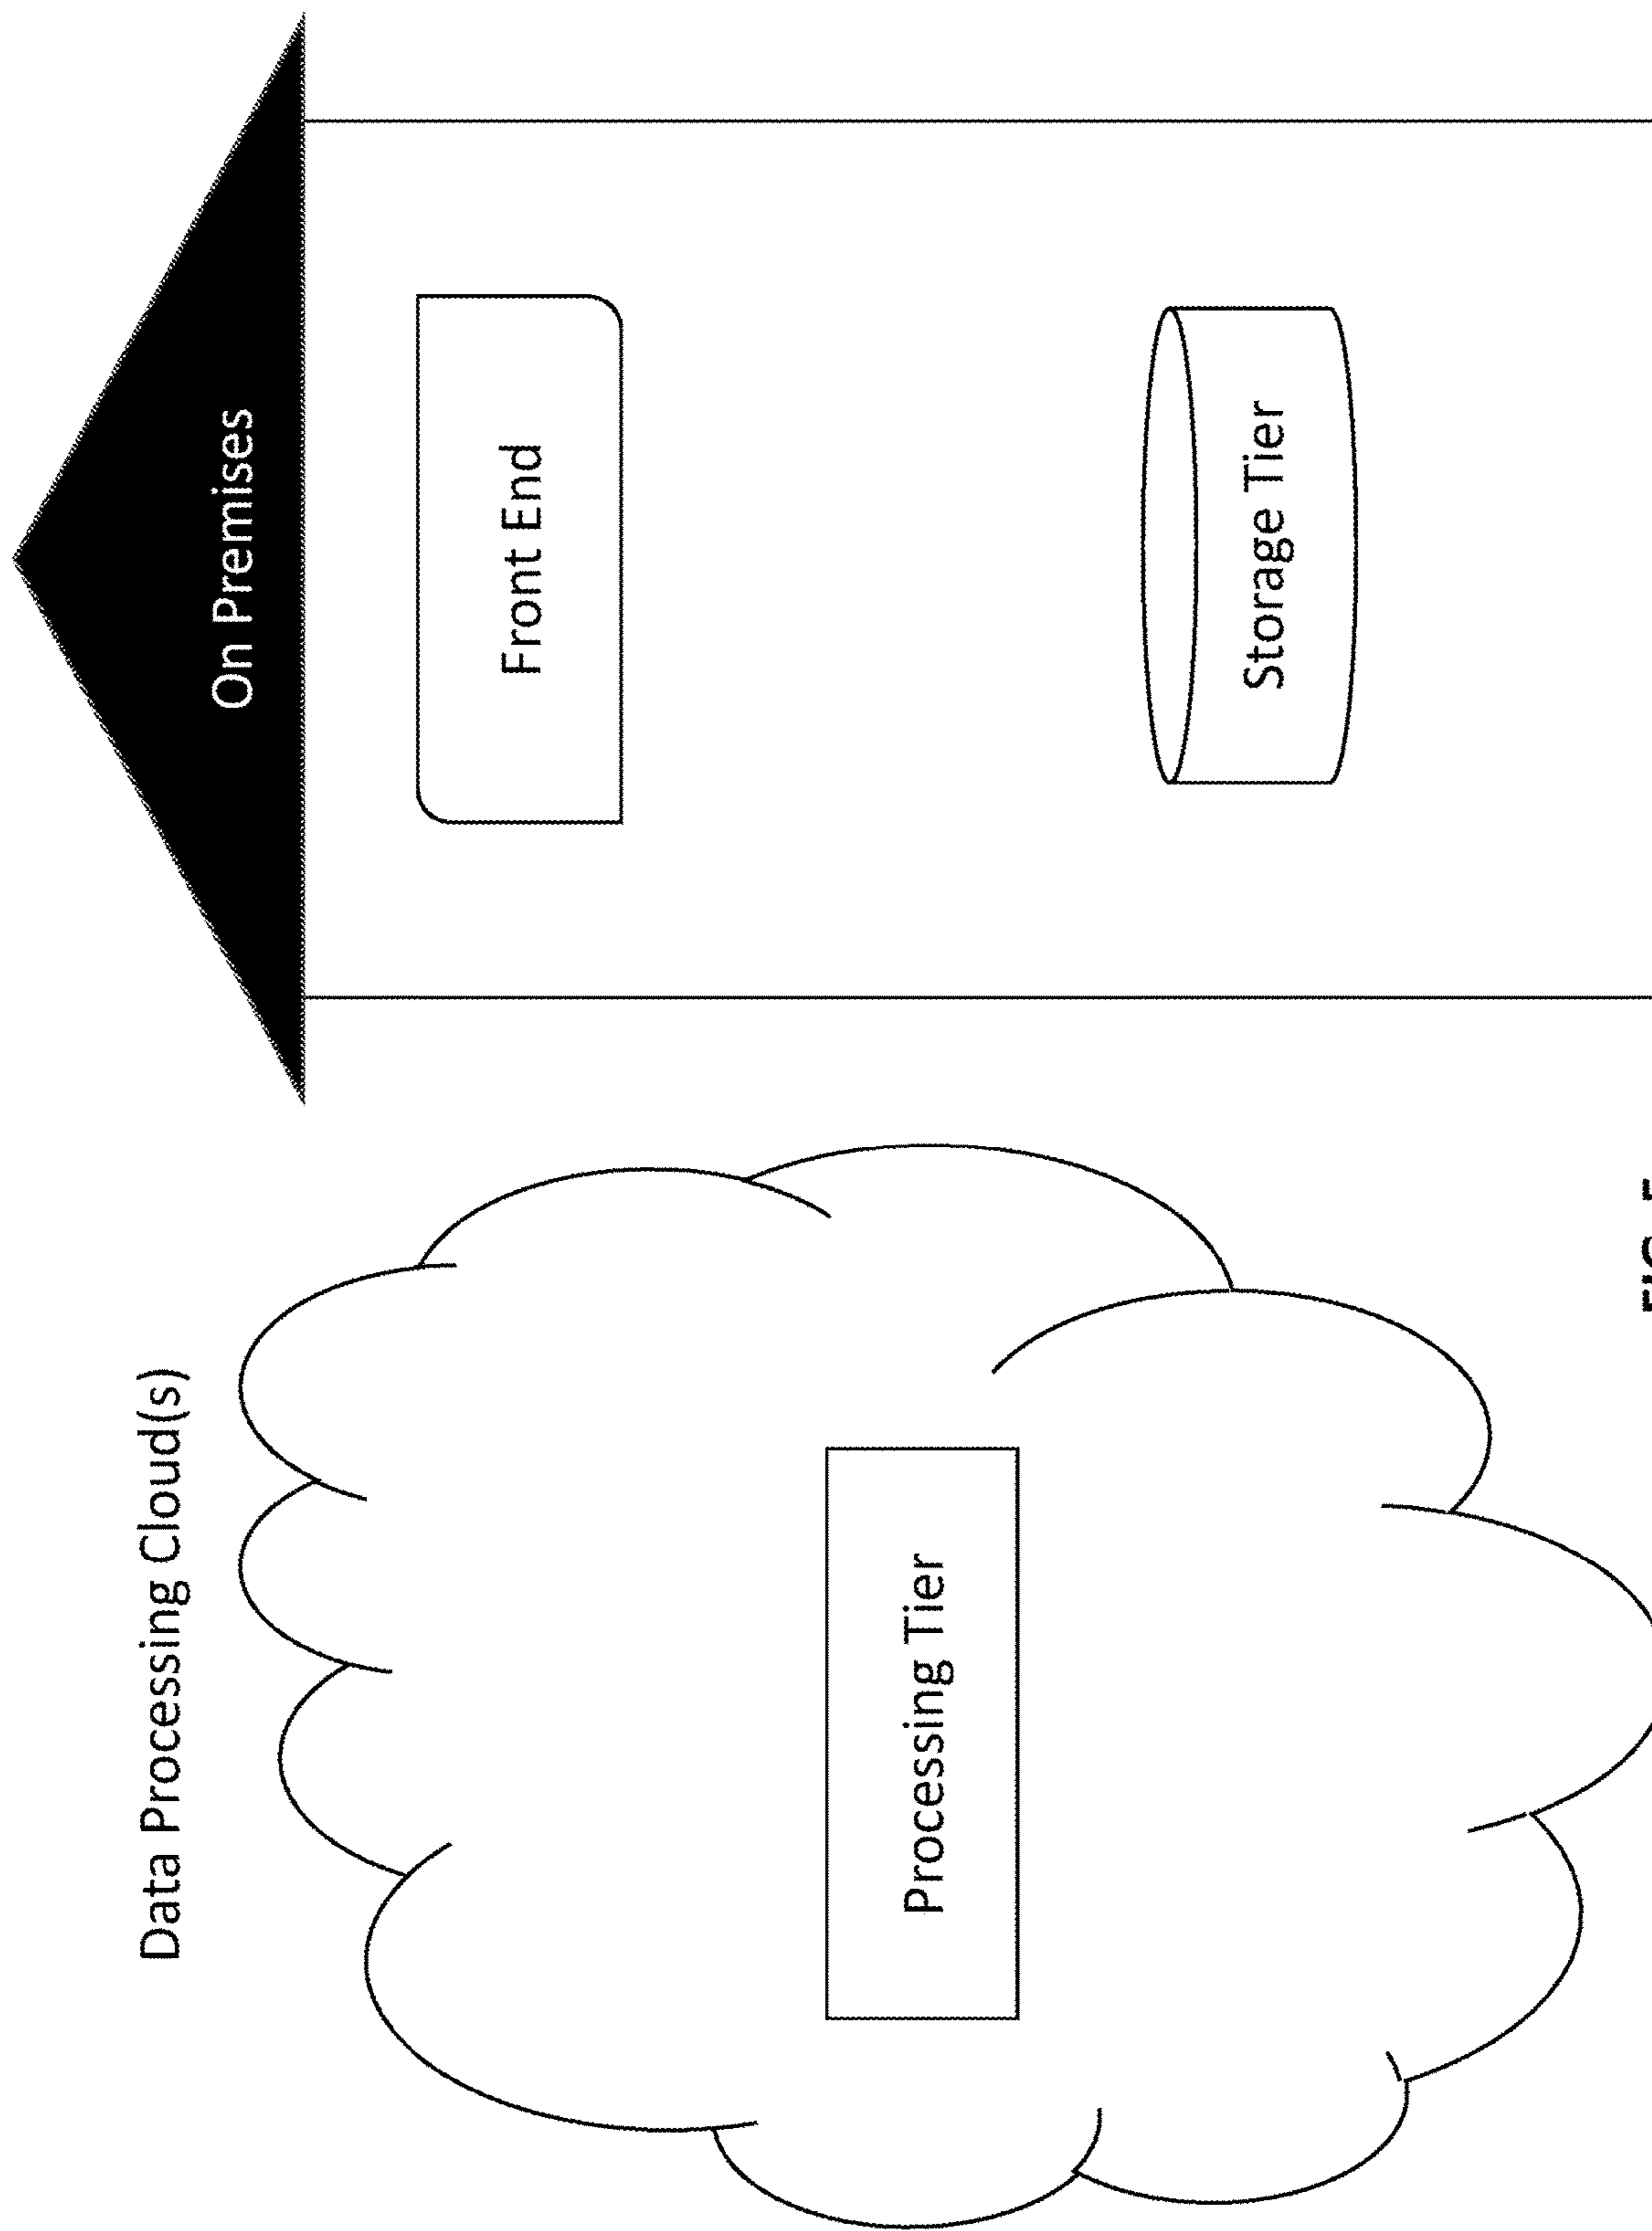 Data Processing Cloud(s)
On Premises
Front End
Processing Tier
Storage Tier